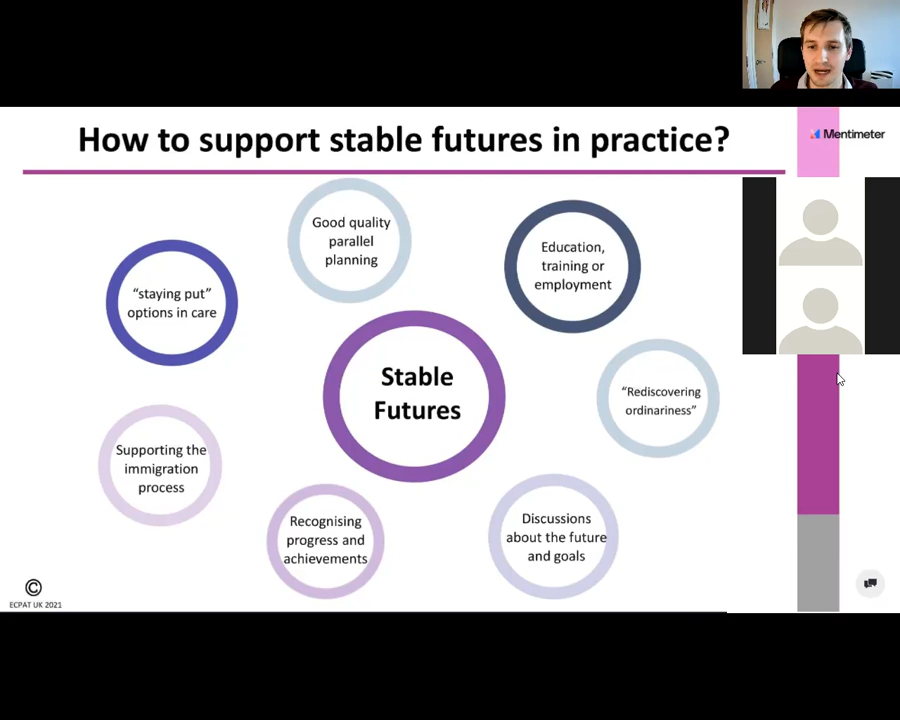 How to support stable futures in practice?
Mentimeter
Good quality
parallel
planning
Education,
training or
employment
“staying put”
options in care
Stable
Futures
“Rediscovering
ordinariness”
Supporting the
immigration
process
Recognising
progress and
achievements
Discussions
about the future
and goals
©
ECPAT UK 2021